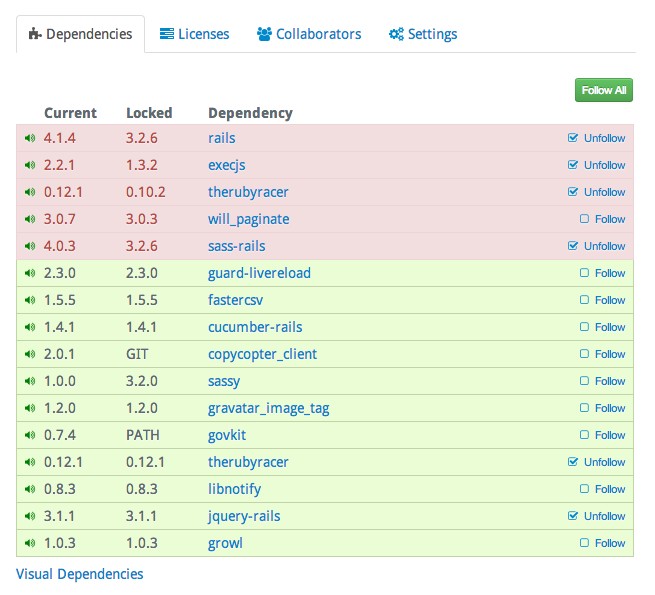 Dependencies Licenses Collaborators Settings
Follow All
Current Locked Dependency
4.1.4 3.2.6 rails Unfollow
2.2.1 1.3.2 execjs Unfollow
0.12.1 0.10.2 therubyracer Unfollow
3.0.7 3.0.3 will_paginate Follow
4.0.3 3.2.6 sass-rails Unfollow
2.3.0 2.3.0 guard-livereload Follow
1.5.5 1.5.5 fastercsv Follow
1.4.1 1.4.1 cucumber-rails Follow
2.0.1 GIT copycopter_client Follow
1.0.0 3.2.0 sassy Follow
1.2.0 1.2.0 gravatar_image_tag Follow
0.7.4 PATH govkit Follow
0.12.1 0.12.1 therubyracer Unfollow
0.8.3 0.8.3 libnotify Follow
3.1.1 3.1.1 jquery-rails Unfollow
1.0.3 1.0.3 growl Follow
Visual Dependencies